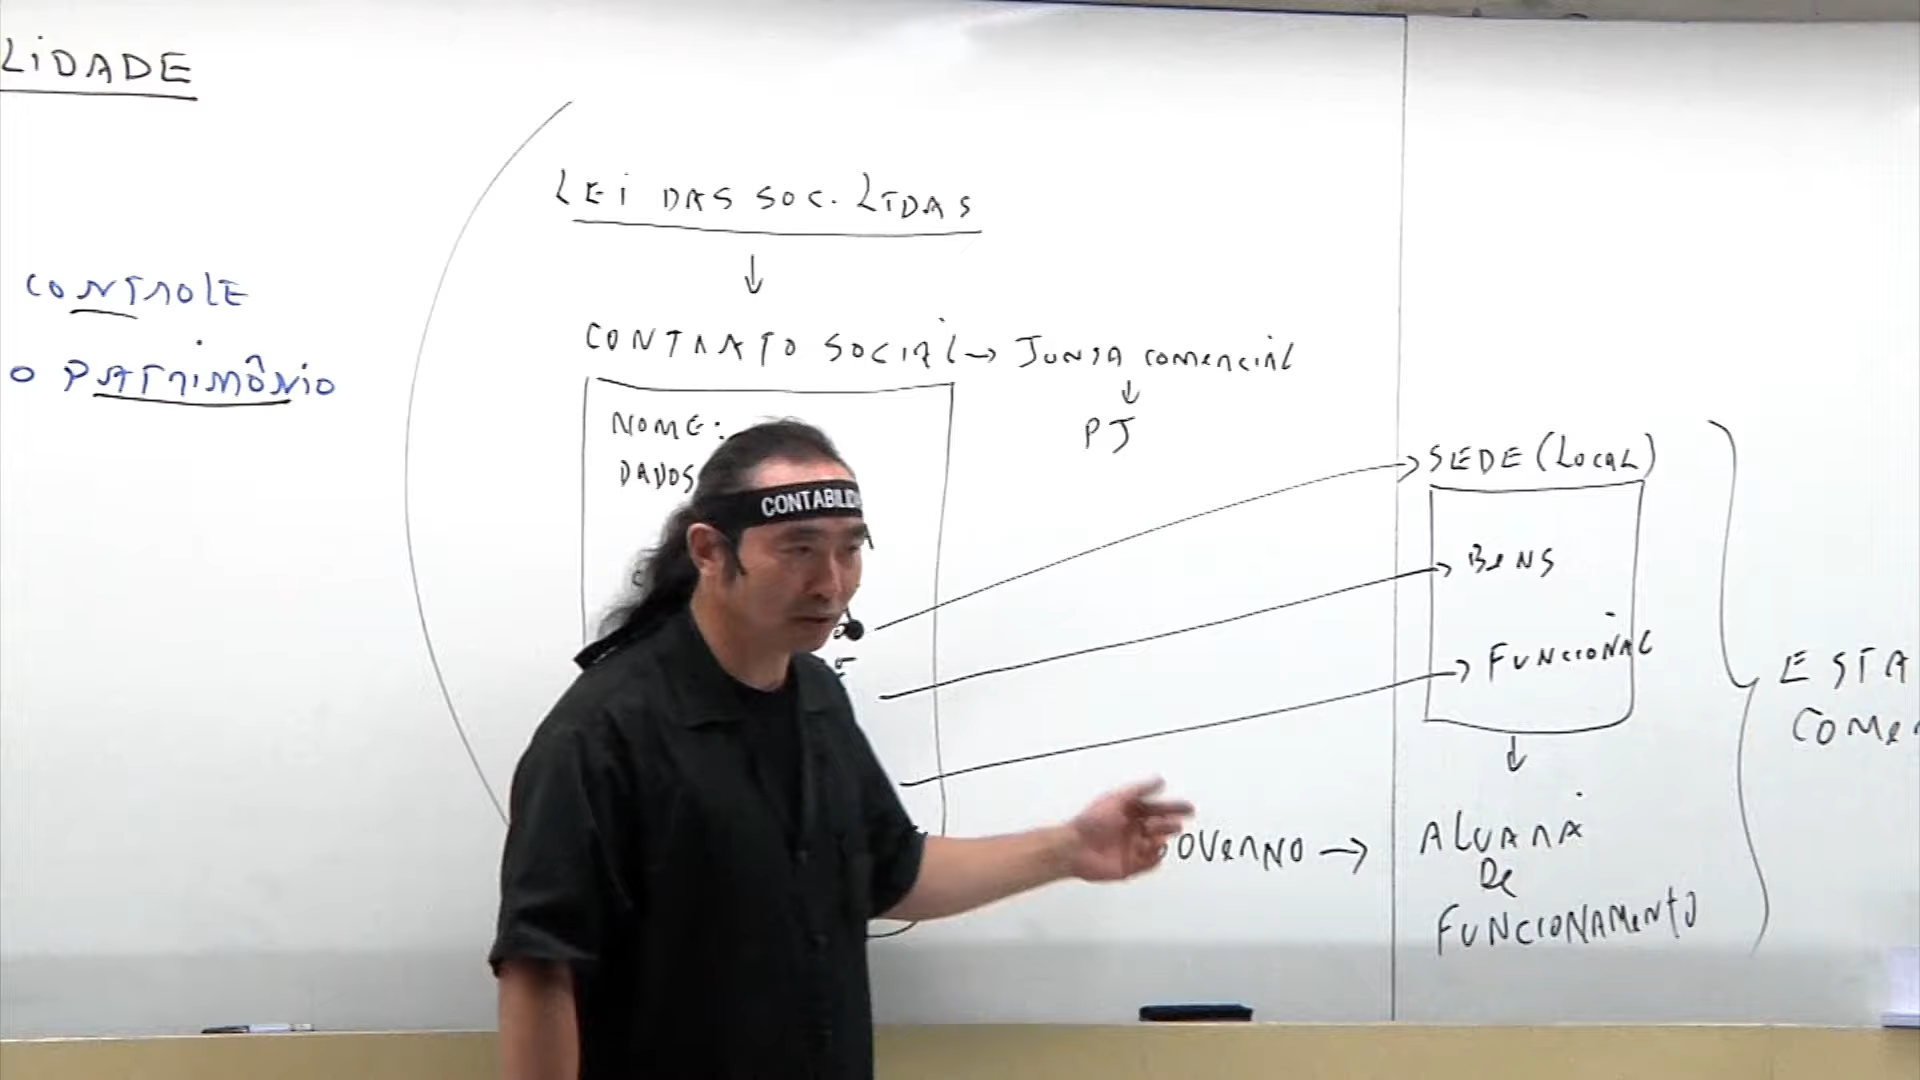 LIDADE
LEI DAS SOC. LTDAS
CONTROLE
O PATRIMÔNIO
CONTRATO SOCIAL → JUNTA COMERCIAL
PJ
NOME:
DADOS
CONTABILID
SEDE (LOCAL)
BENS
FUNCIONAL
ESTA
COME
GOVERNO → ALVARÁ
DE
FUNCIONAMENTO